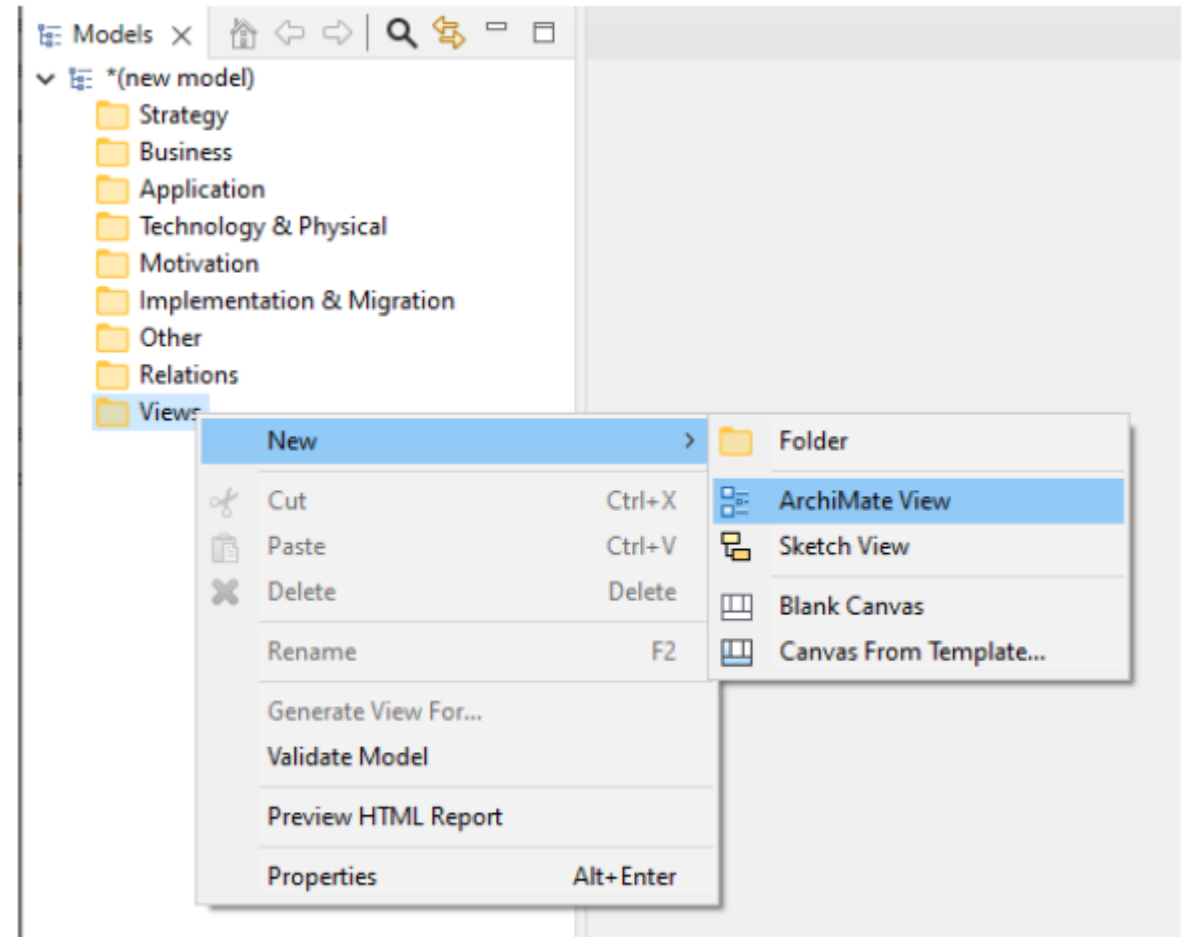 Models
*(new model)
Strategy
Business
Application
Technology & Physical
Motivation
Implementation & Migration
Other
Relations
Views
New
Cut Ctrl+X
Paste Ctrl+V
Delete Delete
Rename F2
Generate View For...
Validate Model
Preview HTML Report
Properties Alt+Enter
Folder
ArchiMate View
Sketch View
Blank Canvas
Canvas From Template...